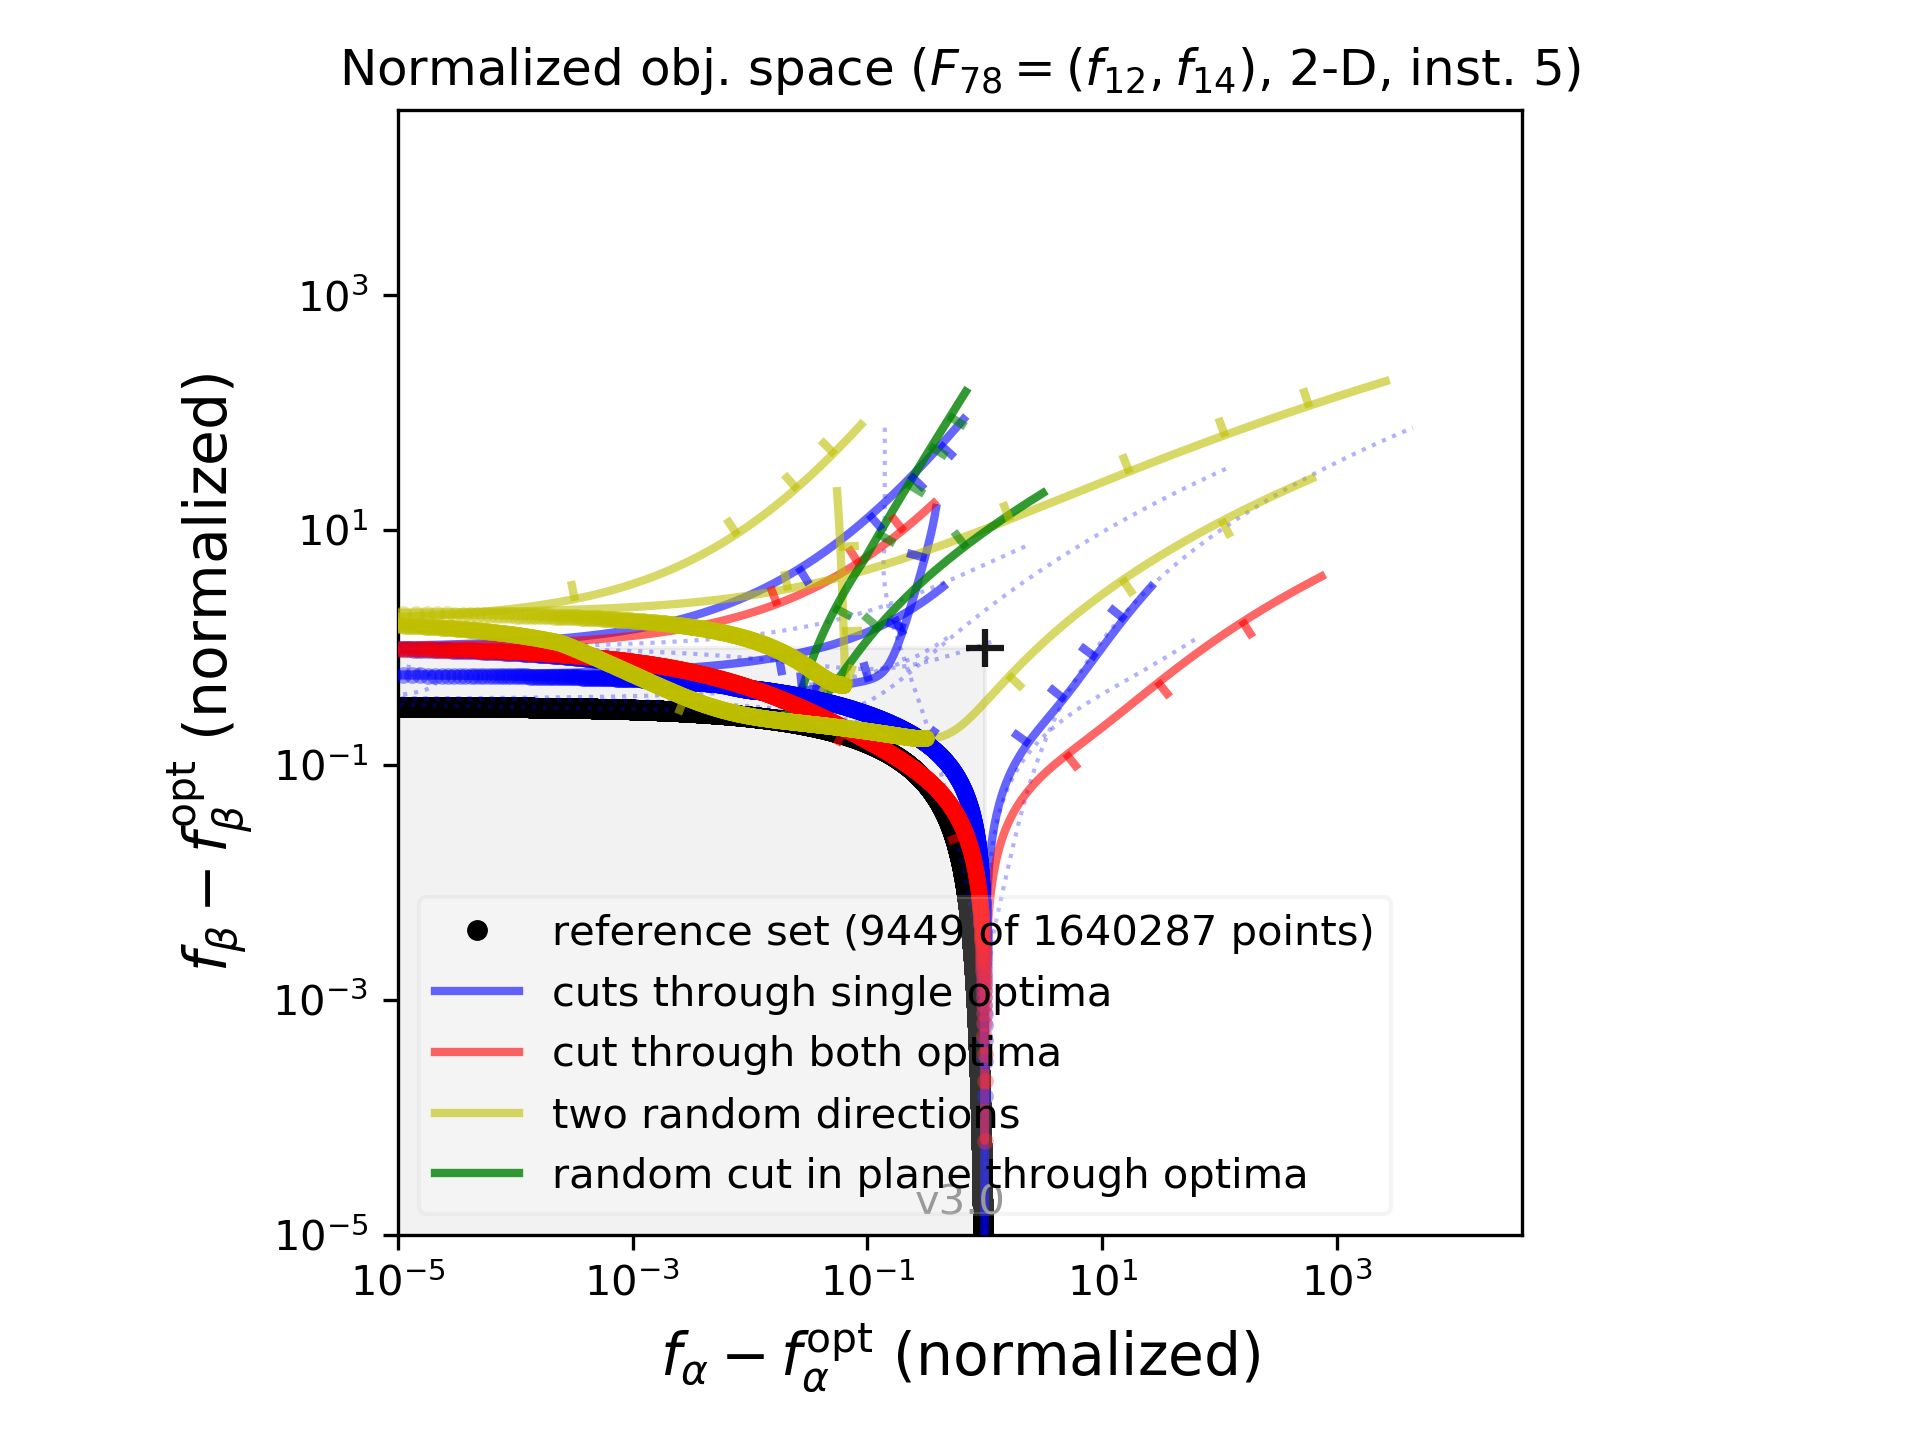 Normalized obj. space (F₇₈ = (f₁₂, f₁₄), 2-D, inst. 5)
f_β − f_β^opt (normalized)
10³
10¹
10⁻¹
10⁻³
10⁻⁵
reference set (9449 of 1640287 points)
cuts through single optima
cut through both optima
two random directions
random cut in plane through optima
v3.0
10⁻⁵ 10⁻³ 10⁻¹ 10¹ 10³
f_α − f_α^opt (normalized)